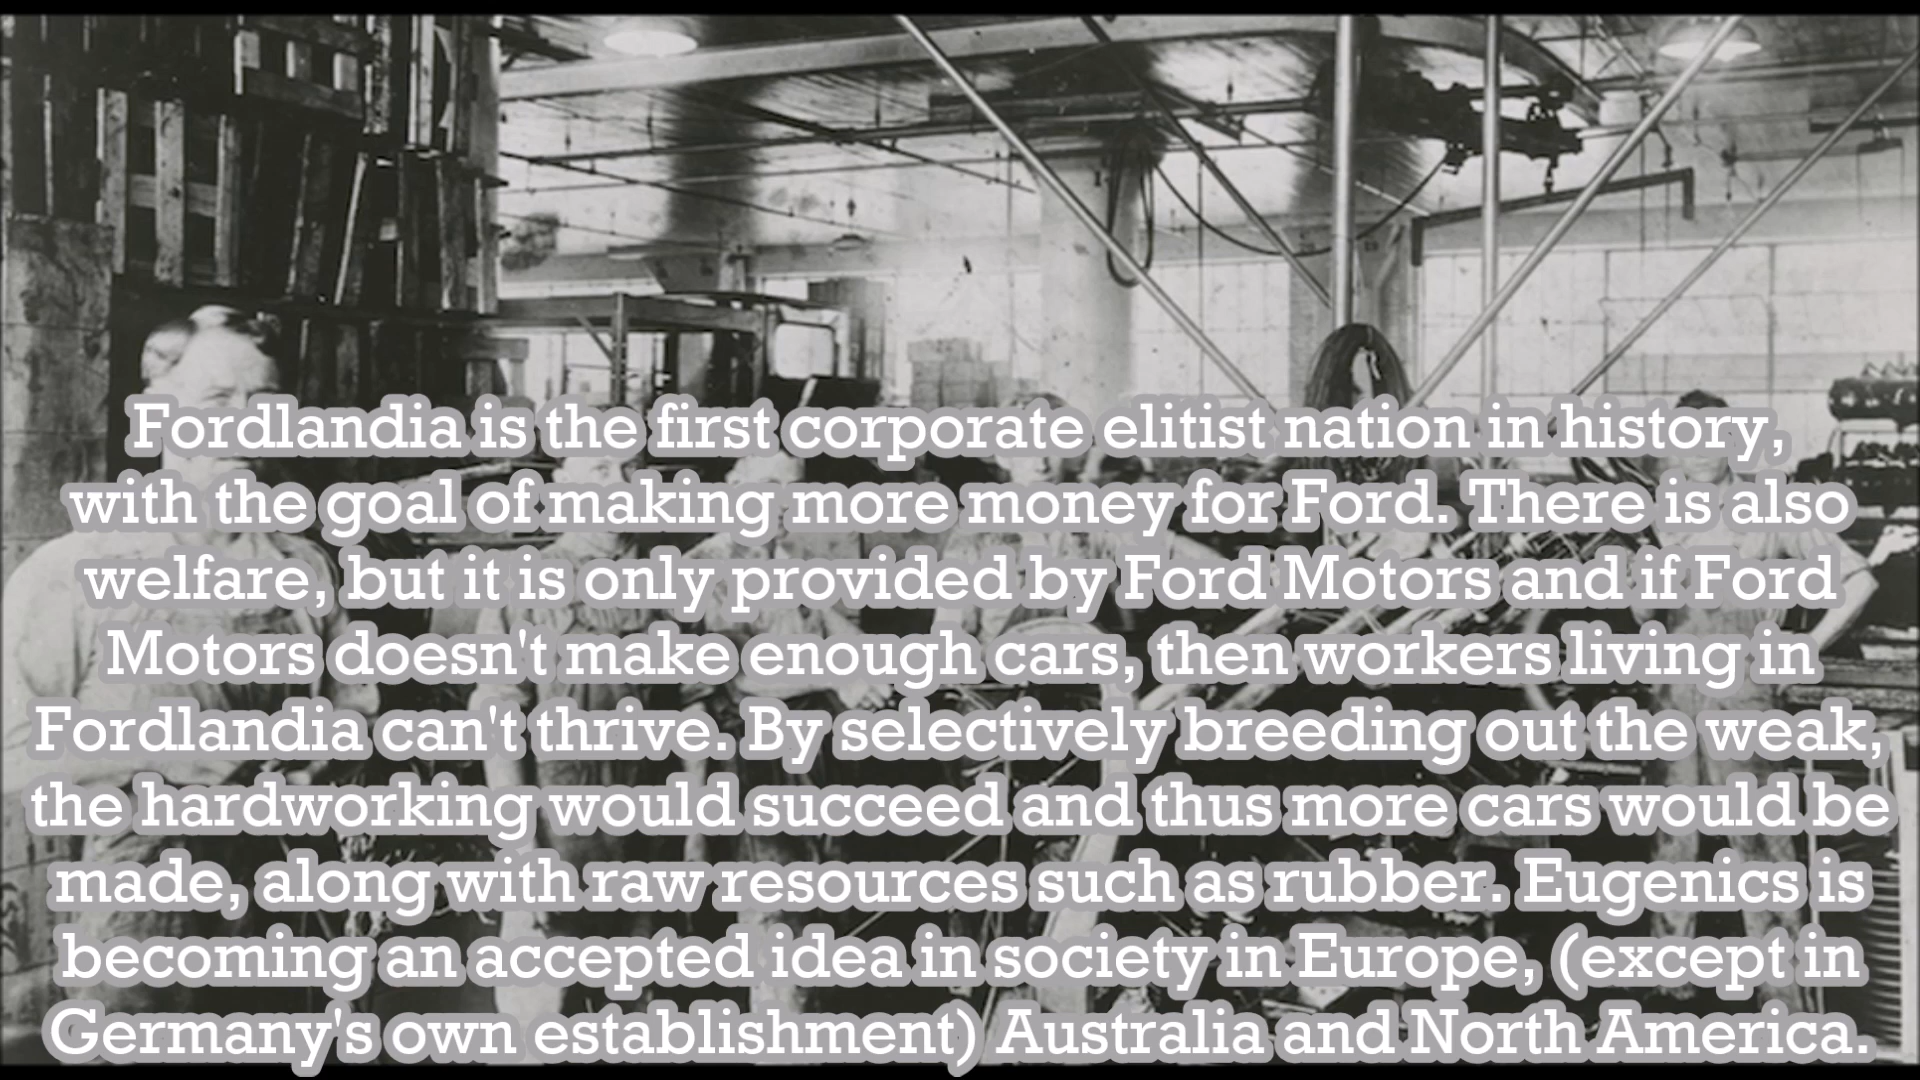 Fordlandia is the first corporate elitist nation in history,
with the goal of making more money for Ford. There is also
welfare, but it is only provided by Ford Motors and if Ford
Motors doesn't make enough cars, then workers living in
Fordlandia can't thrive. By selectively breeding out the weak,
the hardworking would succeed and thus more cars would be
made, along with raw resources such as rubber. Eugenics is
becoming an accepted idea in society in Europe, (except in
Germany's own establishment) Australia and North America.